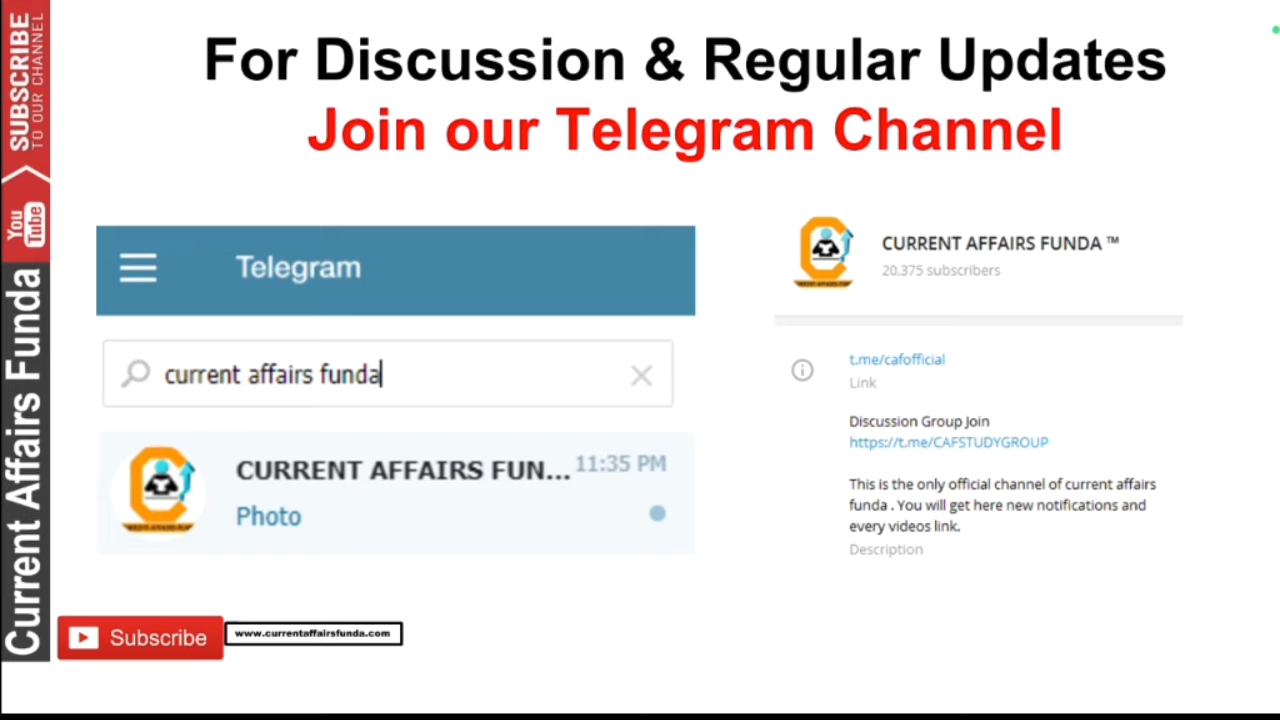 For Discussion & Regular Updates
Join our Telegram Channel
SUBSCRIBE
TO OUR CHANNEL
You
Tube
Current Affairs Funda
Telegram
current affairs funda
CURRENT AFFAIRS FUN... 11:35 PM
Photo
CURRENT AFFAIRS FUNDA ™
20,375 subscribers
t.me/cafofficial
Link
Discussion Group Join
https://t.me/CAFSTUDYGROUP
This is the only official channel of current affairs
funda . You will get here new notifications and
every videos link.
Description
Subscribe
www.currentaffairsfunda.com